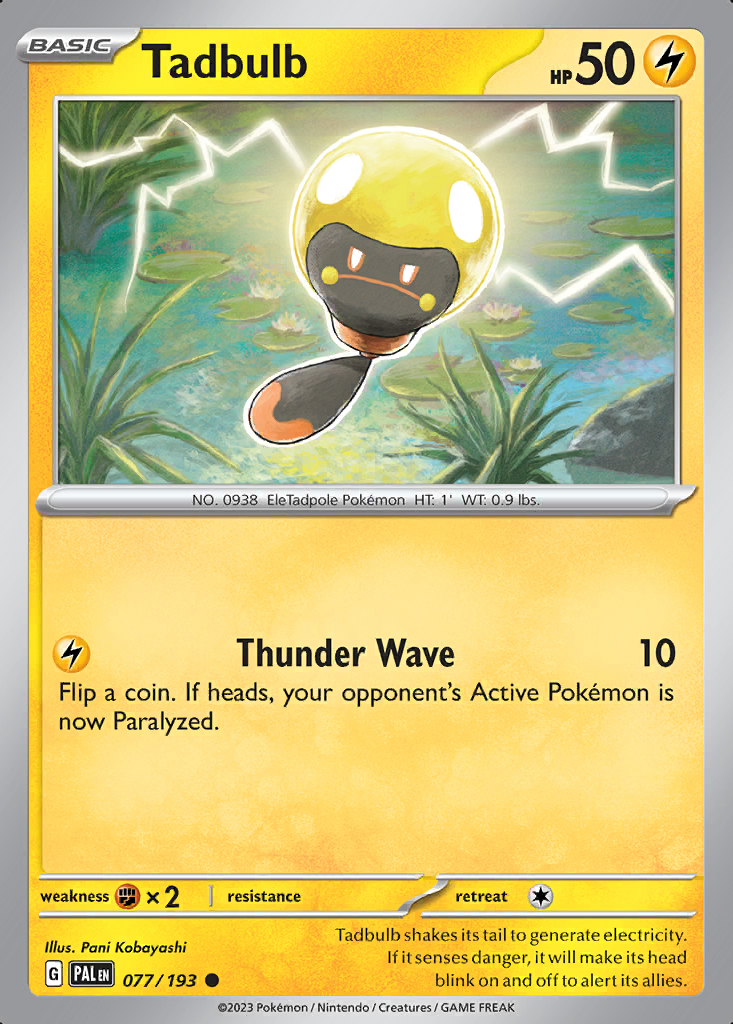 BASIC
Tadbulb
HP 50
NO. 0938 EleTadpole Pokémon HT: 1' WT: 0.9 lbs.
Thunder Wave 10
Flip a coin. If heads, your opponent's Active Pokémon is
now Paralyzed.
weakness ×2 resistance retreat
Illus. Pani Kobayashi
G PAL EN 077/193
Tadbulb shakes its tail to generate electricity.
If it senses danger, it will make its head
blink on and off to alert its allies.
©2023 Pokémon / Nintendo / Creatures / GAME FREAK